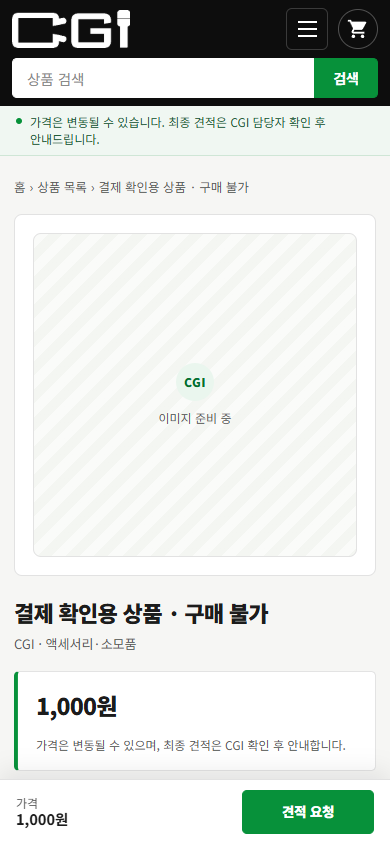 CGI
상품 검색
검색
가격은 변동될 수 있습니다. 최종 견적은 CGI 담당자 확인 후
안내드립니다.
홈 › 상품 목록 › 결제 확인용 상품 · 구매 불가
CGI
이미지 준비 중
결제 확인용 상품 · 구매 불가
CGI · 액세서리·소모품
1,000원
가격은 변동될 수 있으며, 최종 견적은 CGI 확인 후 안내합니다.
가격
1,000원
견적 요청